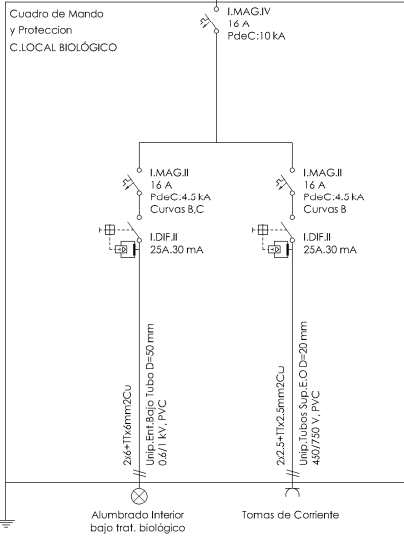 Cuadro de Mando
y Proteccion
C.LOCAL BIOLÓGICO
I.MAG.IV
16 A
PdeC:10 kA
I.MAG.II
16 A
PdeC:4.5 kA
Curvas B,C
I.DIF.II
25A.30 mA
I.MAG.II
16 A
PdeC:4.5 kA
Curvas B
I.DIF.II
25A.30 mA
2x6+TTx6mm2Cu
Unip.Ent.Bajo Tubo D=50 mm
0.6/1 kV, PVC
2x2.5+TTx2.5mm2Cu
Unip.Tubos Sup.E.O D=20 mm
450/750 V, PVC
Alumbrado Interior
bajo trat. biológico
Tomas de Corriente